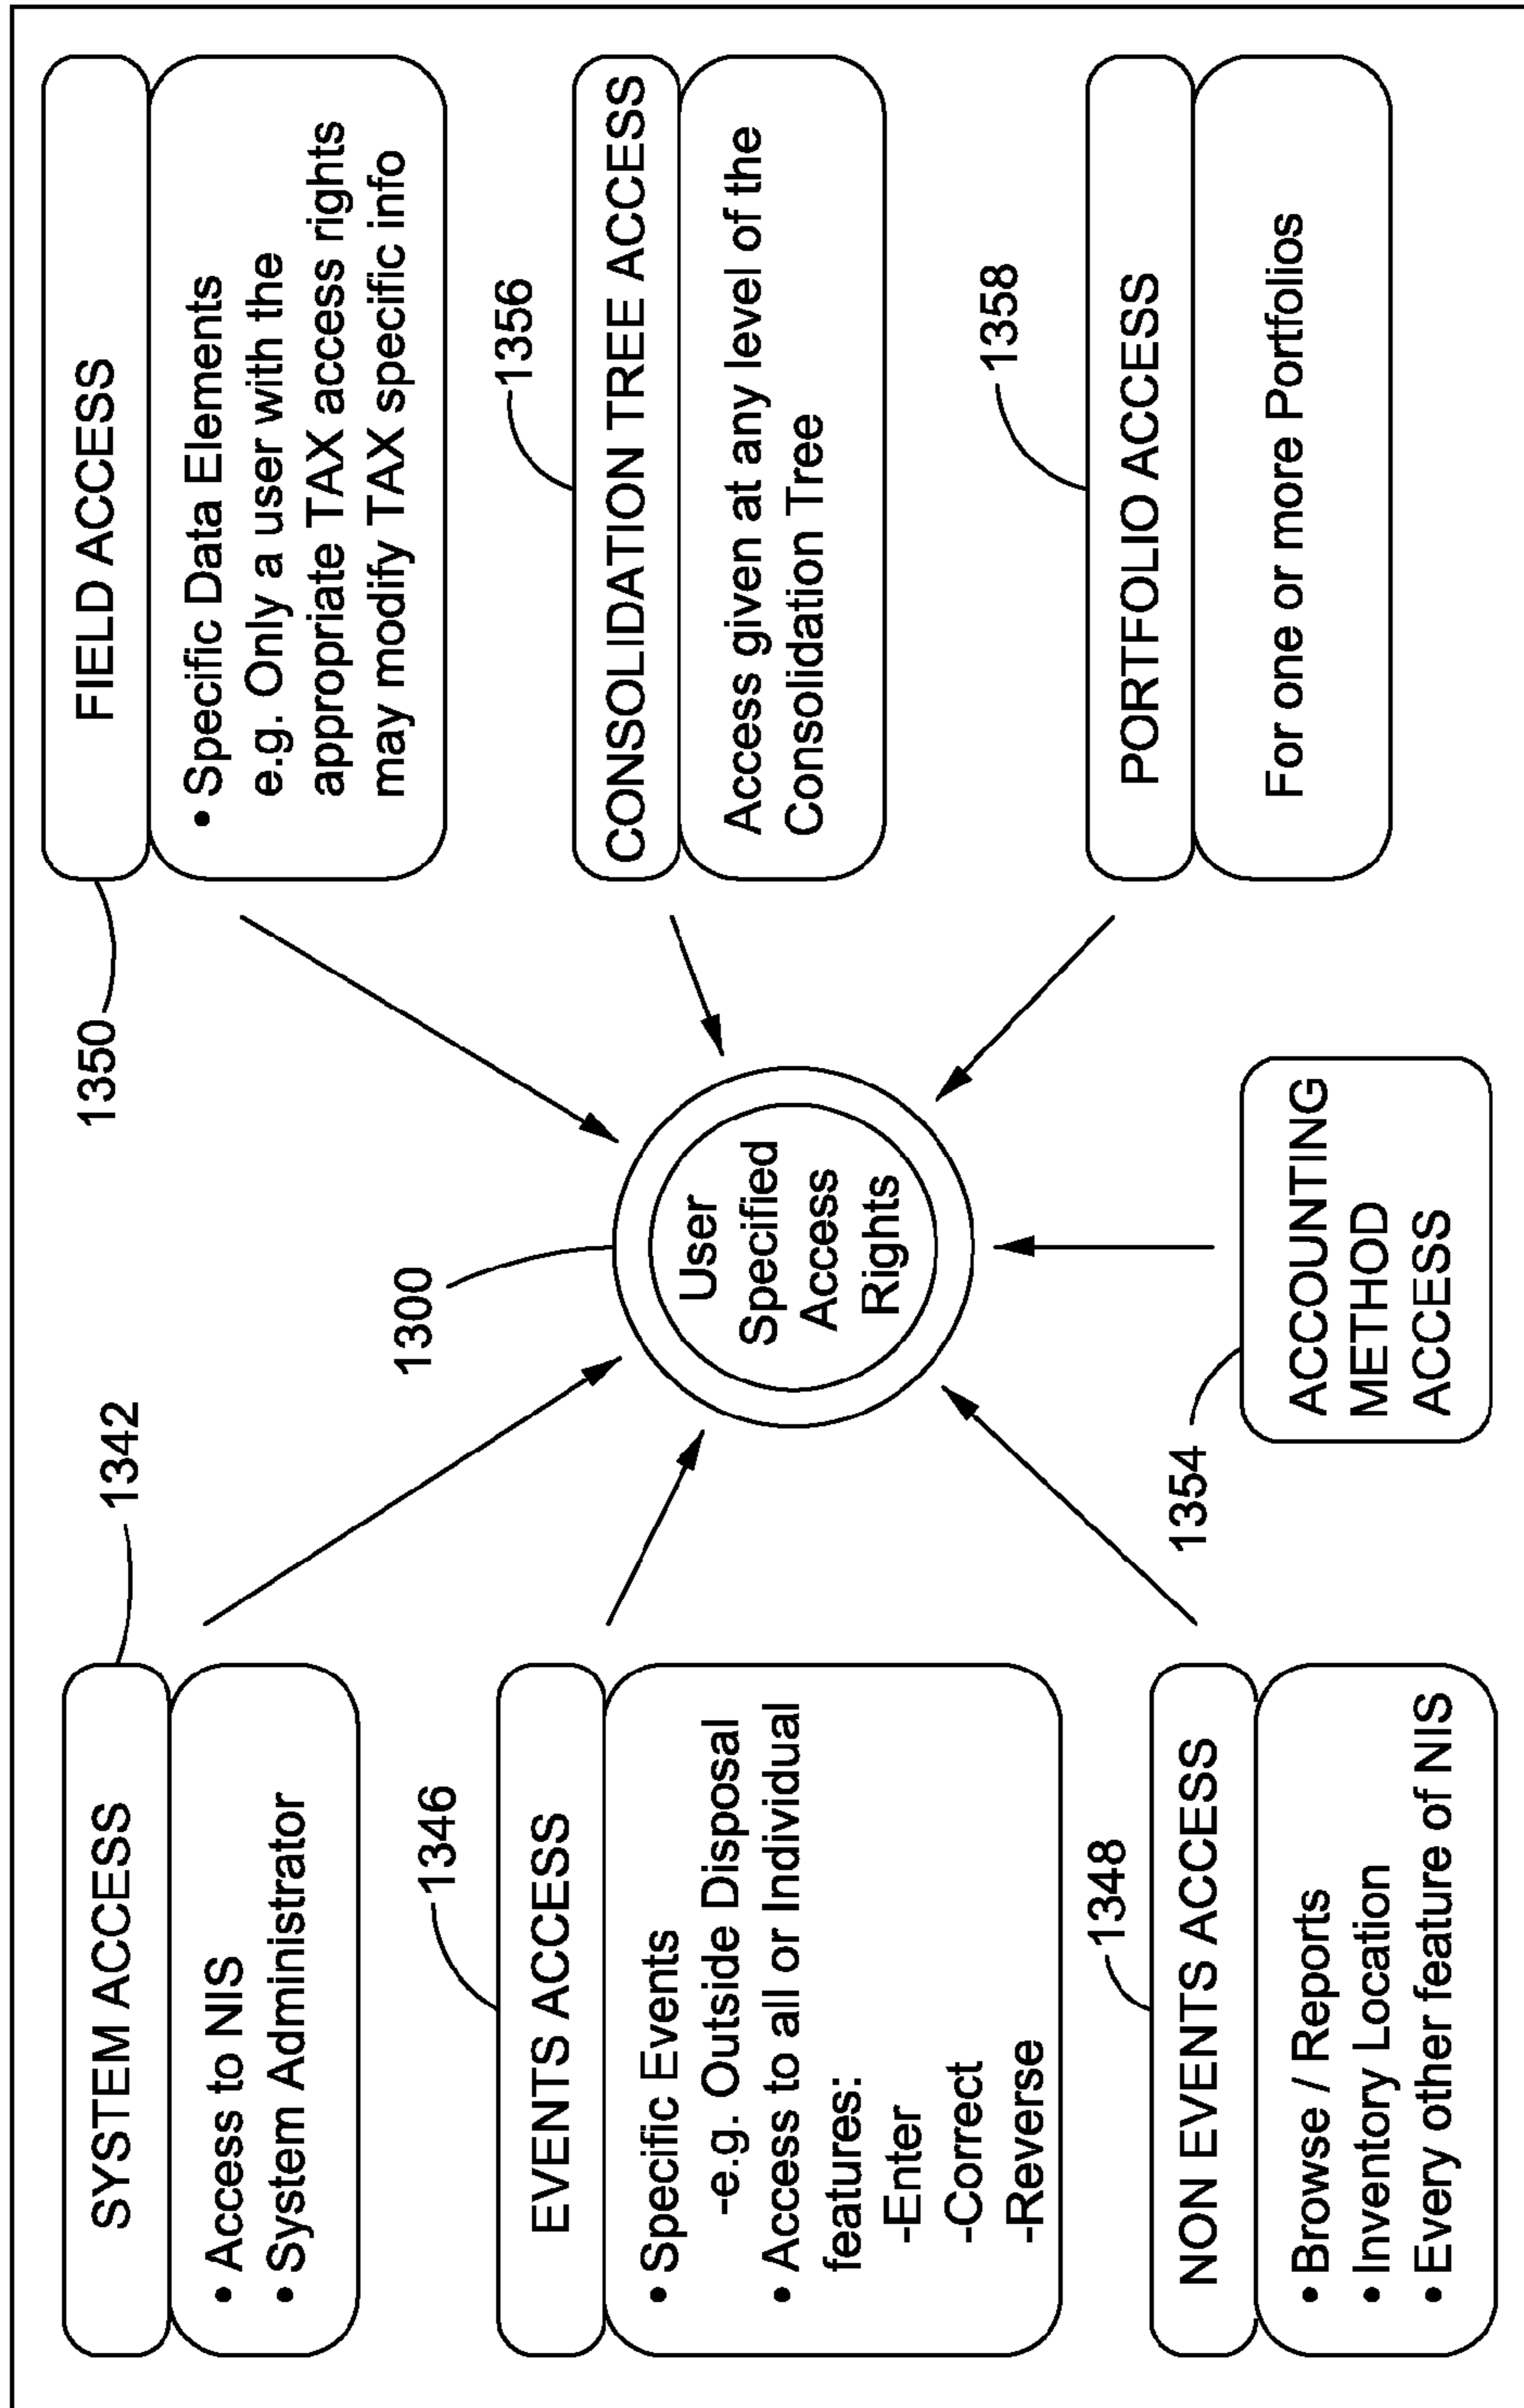 SYSTEM ACCESS
1342
• Access to NIS
• System Administrator
1346
EVENTS ACCESS
• Specific Events
-e.g. Outside Disposal
• Access to all or Individual
features:
-Enter
-Correct
-Reverse
1348
NON EVENTS ACCESS
• Browse / Reports
• Inventory Location
• Every other feature of NIS
1300
User
Specified
Access
Rights
1354
ACCOUNTING
METHOD
ACCESS
1350
FIELD ACCESS
• Specific Data Elements
e.g. Only a user with the
appropriate TAX access rights
may modify TAX specific info
1356
CONSOLIDATION TREE ACCESS
Access given at any level of the
Consolidation Tree
1358
PORTFOLIO ACCESS
For one or more Portfolios